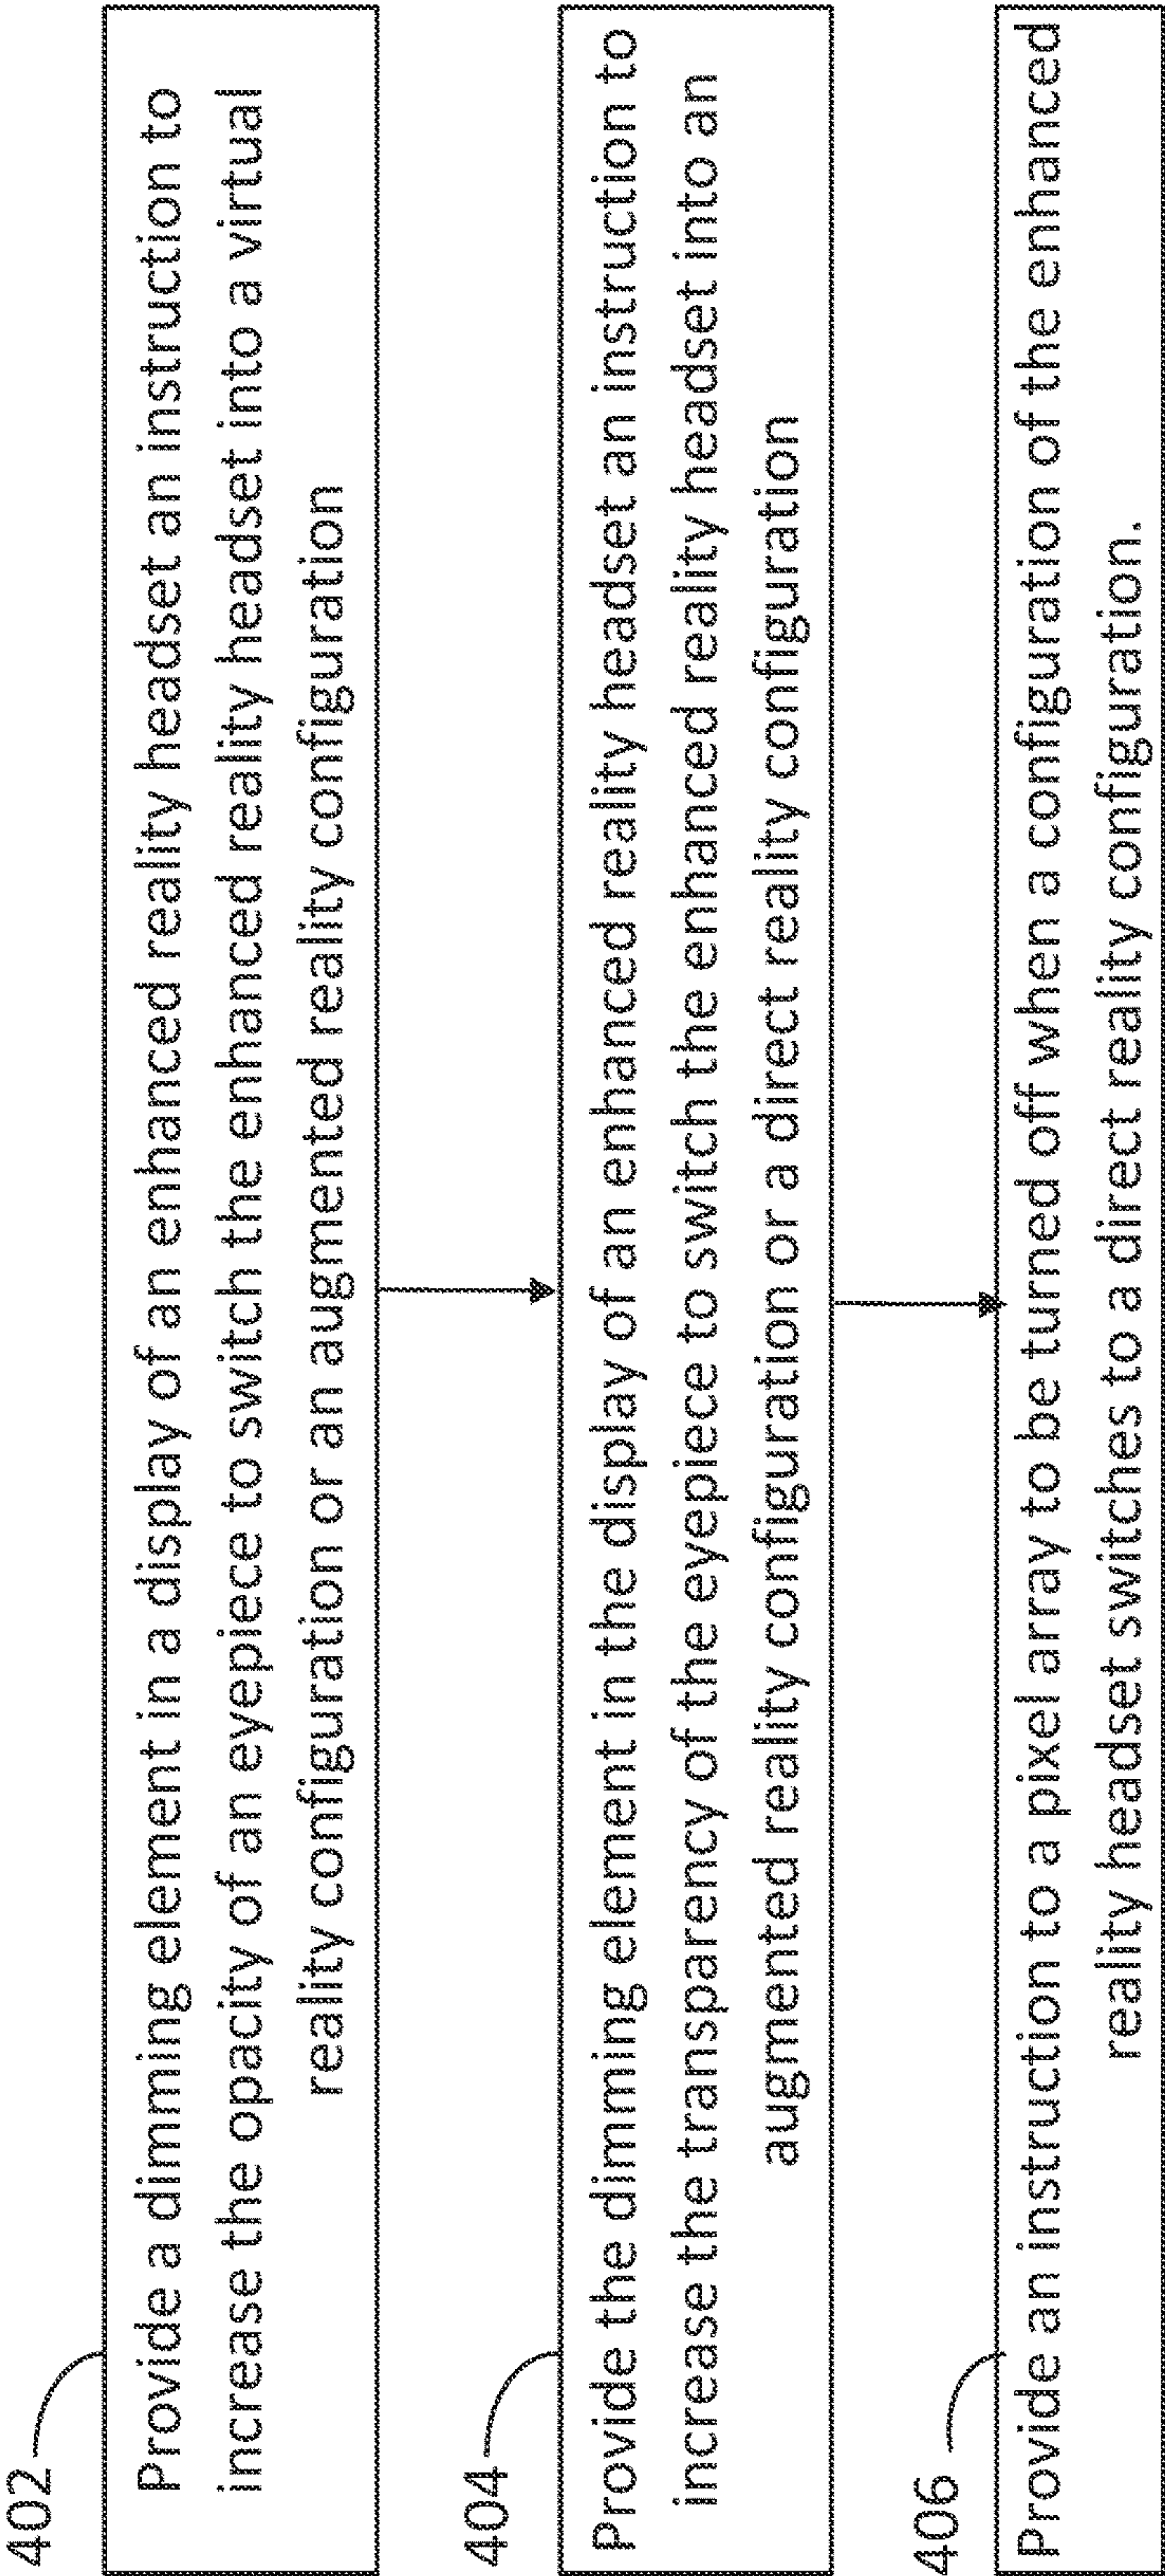 402
Provide a dimming element in a display of an enhanced reality headset an instruction to
increase the opacity of an eyepiece to switch the enhanced reality headset into a virtual
reality configuration or an augmented reality configuration
404
Provide the dimming element in the display of an enhanced reality headset an instruction to
increase the transparency of the eyepiece to switch the enhanced reality headset into an
augmented reality configuration or a direct reality configuration
406
Provide an instruction to a pixel array to be turned off when a configuration of the enhanced
reality headset switches to a direct reality configuration.